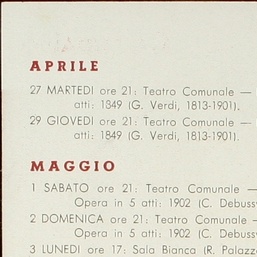 APRILE
27 MARTEDI ore 21: Teatro Comunale —
atti: 1849 (G. Verdi, 1813-1901).
29 GIOVEDI ore 21: Teatro Comunale —
atti: 1849 (G. Verdi, 1813-1901).
MAGGIO
1 SABATO ore 21: Teatro Comunale —
Opera in 5 atti: 1902 (C. Debuss
2 DOMENICA ore 21: Teatro Comunale –
Opera in 5 atti: 1902 (C. Debuss
3 LUNEDI ore 17: Sala Bianca (R. Palazz